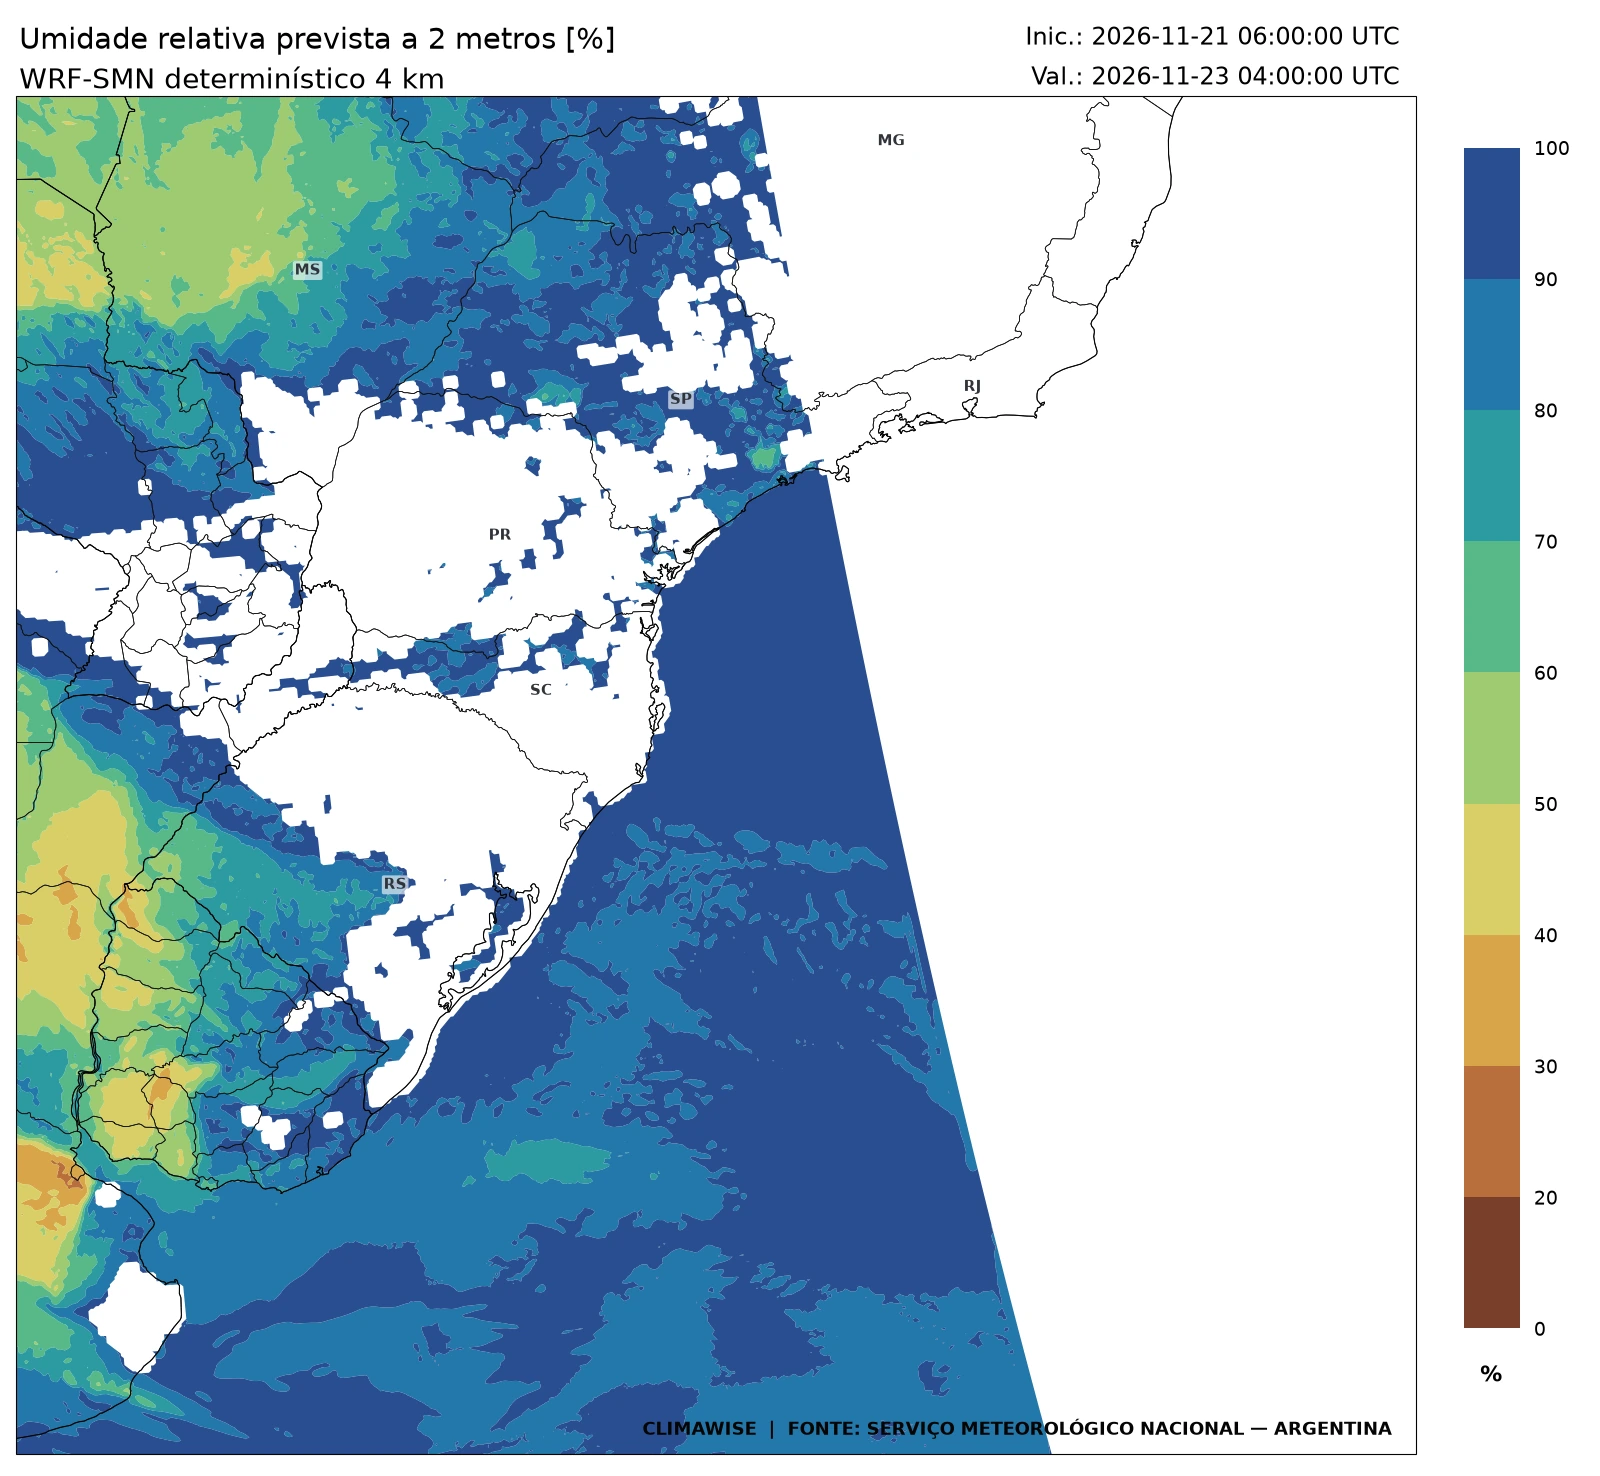 Umidade relativa prevista a 2 metros [%]
WRF-SMN determinístico 4 km
Inic.: 2026-11-21 06:00:00 UTC
Val.: 2026-11-23 04:00:00 UTC
MG
MS
RJ
SP
PR
SC
RS
100
90
80
70
60
50
40
30
20
0
%
CLIMAWISE | FONTE: SERVIÇO METEOROLÓGICO NACIONAL — ARGENTINA